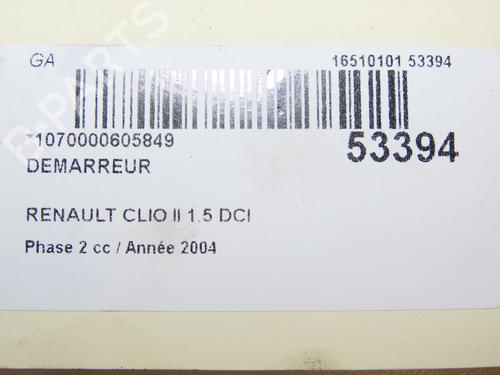 GA 16510101 53394
*1070000605849 53394
DEMARREUR
RENAULT CLIO II 1.5 DCI
Phase 2 cc / Année 2004